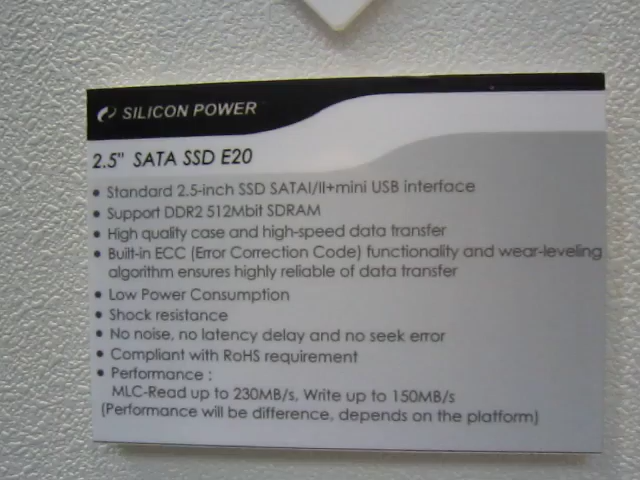 SILICON POWER
2.5" SATA SSD E20
• Standard 2.5-inch SSD SATAI/II+mini USB interface
• Support DDR2 512Mbit SDRAM
• High quality case and high-speed data transfer
• Built-in ECC (Error Correction Code) functionality and wear-leveling
algorithm ensures highly reliable of data transfer
• Low Power Consumption
• Shock resistance
• No noise, no latency delay and no seek error
• Compliant with RoHS requirement
• Performance :
MLC-Read up to 230MB/s, Write up to 150MB/s
(Performance will be difference, depends on the platform)